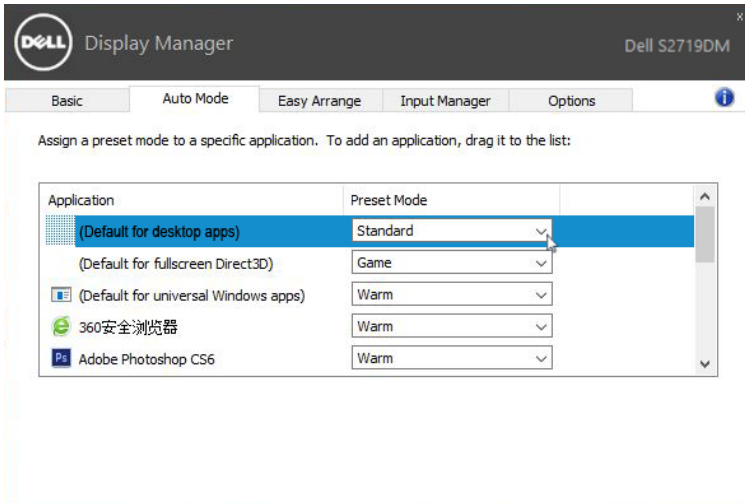 DELL Display Manager Dell S2719DM
x
Basic Auto Mode Easy Arrange Input Manager Options i
Assign a preset mode to a specific application. To add an application, drag it to the list:
Application Preset Mode
(Default for desktop apps) Standard
(Default for fullscreen Direct3D) Game
(Default for universal Windows apps) Warm
360安全浏览器 Warm
Ps Adobe Photoshop CS6 Warm